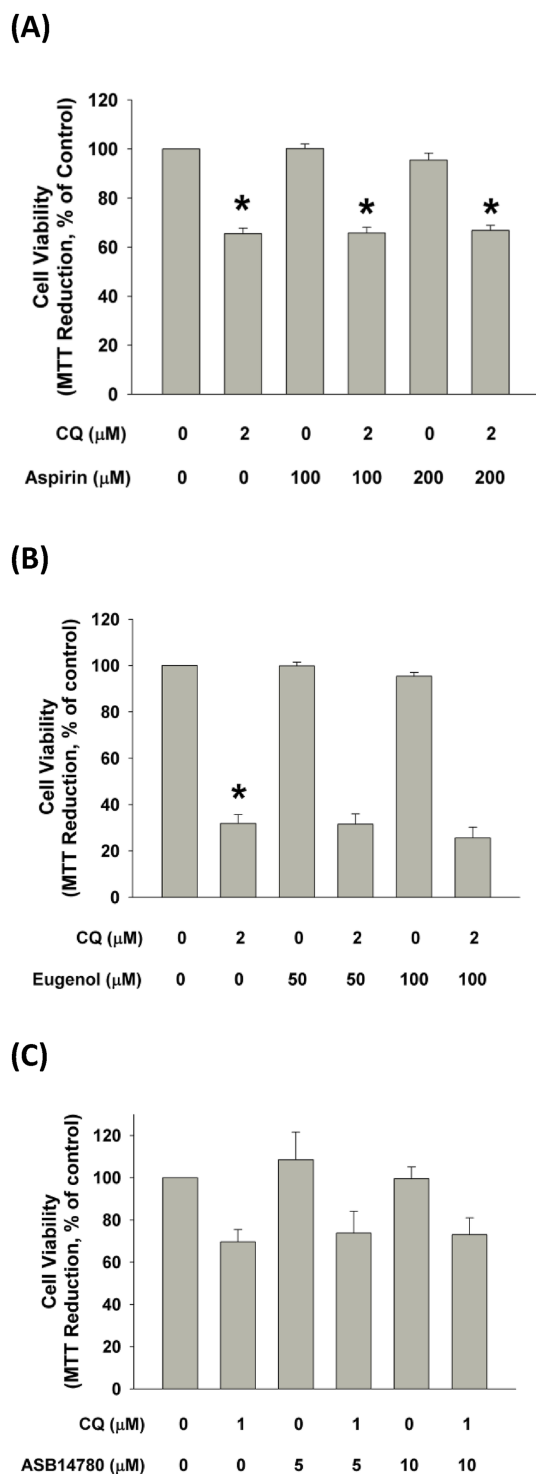 (A)
Cell Viability
(MTT Reduction, % of Control)
120
100
80
60
40
20
0
*
*
*
CQ (μM) 0 2 0 2 0 2
Aspirin (μM) 0 0 100 100 200 200
(B)
Cell Viability
(MTT Reduction, % of control)
120
100
80
60
40
20
0
*
CQ (μM) 0 2 0 2 0 2
Eugenol (μM) 0 0 50 50 100 100
(C)
Cell Viability
(MTT Reduction, % of control)
120
100
80
60
40
20
0
CQ (μM) 0 1 0 1 0 1
ASB14780 (μM) 0 0 5 5 10 10